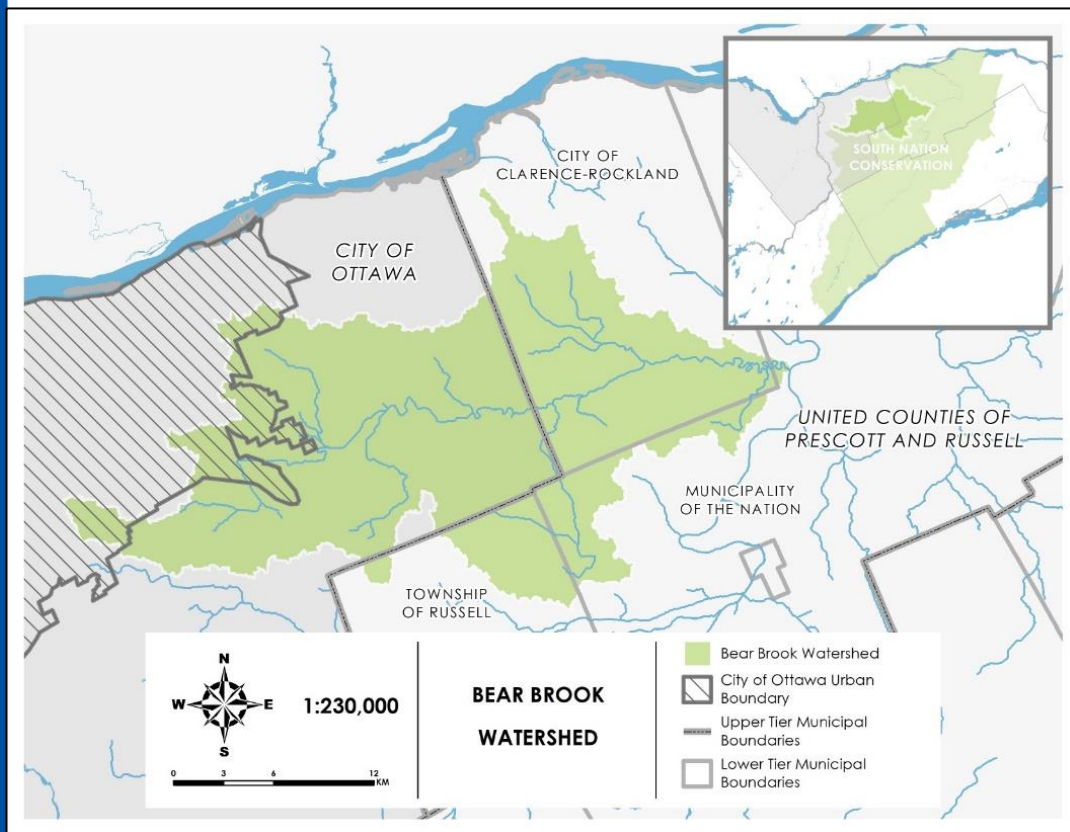 SOUTH NATION
CONSERVATION
CITY OF
CLARENCE-ROCKLAND
CITY OF
OTTAWA
UNITED COUNTIES OF
PRESCOTT AND RUSSELL
MUNICIPALITY
OF THE NATION
TOWNSHIP
OF RUSSELL
N
W E
S
1:230,000
0 3 6 12
KM
BEAR BROOK
WATERSHED
Bear Brook Watershed
City of Ottawa Urban
Boundary
Upper Tier Municipal
Boundaries
Lower Tier Municipal
Boundaries